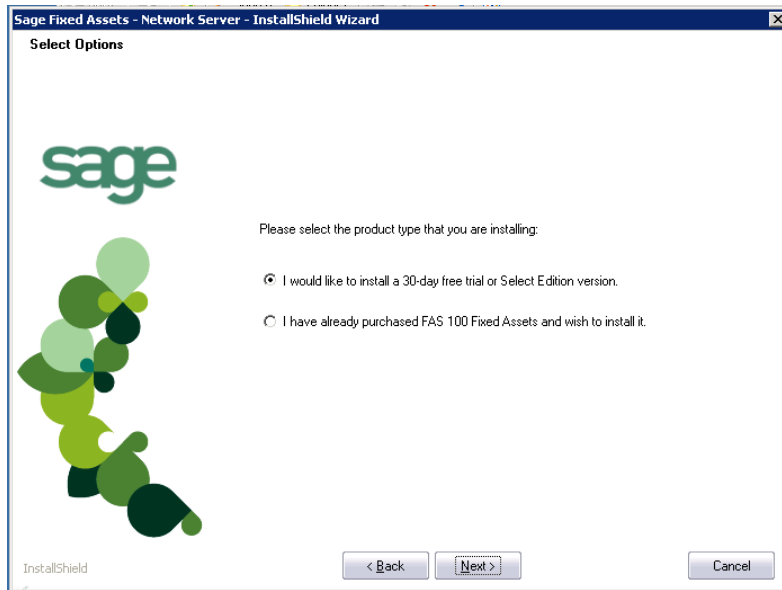 Sage Fixed Assets - Network Server - InstallShield Wizard
Select Options
sage
Please select the product type that you are installing:
I would like to install a 30-day free trial or Select Edition version.
I have already purchased FAS 100 Fixed Assets and wish to install it.
InstallShield
< Back
Next >
Cancel